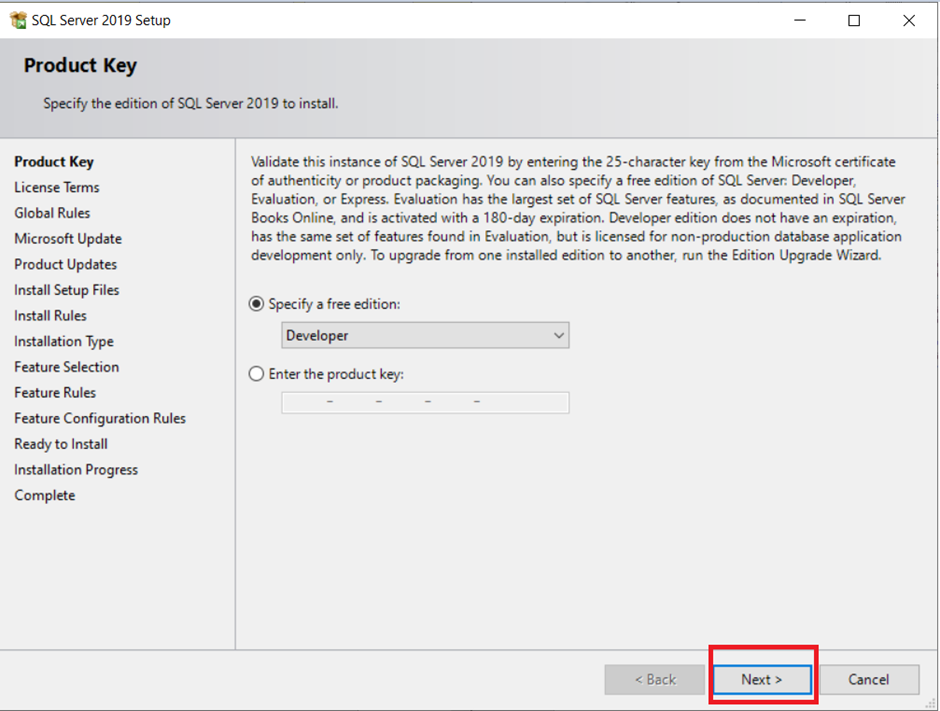 SQL Server 2019 Setup
Product Key
Specify the edition of SQL Server 2019 to install.
Product Key
License Terms
Global Rules
Microsoft Update
Product Updates
Install Setup Files
Install Rules
Installation Type
Feature Selection
Feature Rules
Feature Configuration Rules
Ready to Install
Installation Progress
Complete
Validate this instance of SQL Server 2019 by entering the 25-character key from the Microsoft certificate
of authenticity or product packaging. You can also specify a free edition of SQL Server: Developer,
Evaluation, or Express. Evaluation has the largest set of SQL Server features, as documented in SQL Server
Books Online, and is activated with a 180-day expiration. Developer edition does not have an expiration,
has the same set of features found in Evaluation, but is licensed for non-production database application
development only. To upgrade from one installed edition to another, run the Edition Upgrade Wizard.
Specify a free edition:
Developer
Enter the product key:
- - - -
< Back Next > Cancel